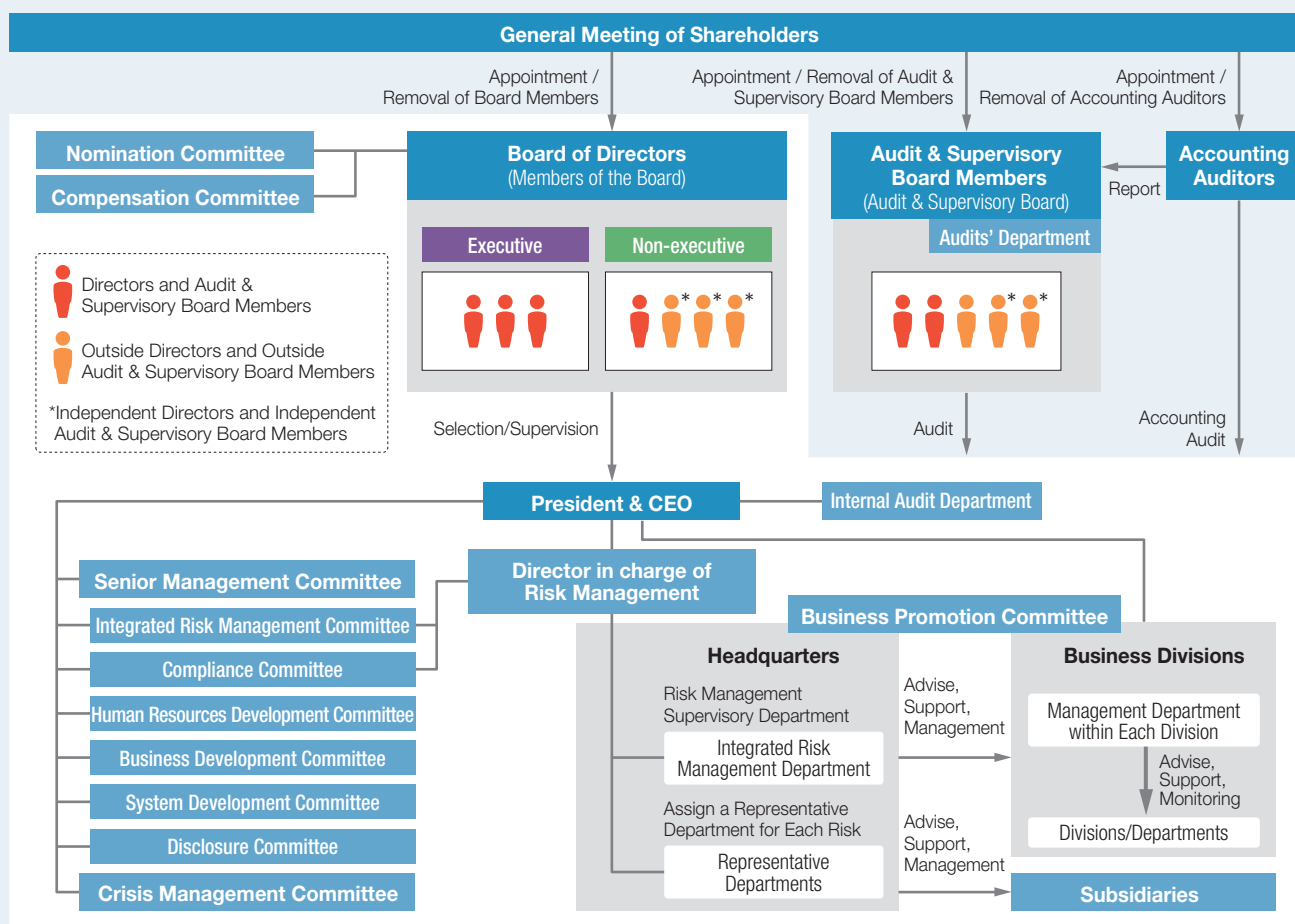 General Meeting of Shareholders
Appointment /
Removal of Board Members
Appointment / Removal of Audit &
Supervisory Board Members
Appointment /
Removal of Accounting Auditors
Nomination Committee
Compensation Committee
Board of Directors
(Members of the Board)
Executive
Non-executive
* * *
Audit & Supervisory
Board Members
(Audit & Supervisory Board)
Audits' Department
* *
Report
Accounting
Auditors
Directors and Audit &
Supervisory Board Members
Outside Directors and Outside
Audit & Supervisory Board Members
*Independent Directors and Independent
Audit & Supervisory Board Members
Selection/Supervision
Audit
Accounting
Audit
President & CEO
Internal Audit Department
Senior Management Committee
Integrated Risk Management Committee
Compliance Committee
Human Resources Development Committee
Business Development Committee
System Development Committee
Disclosure Committee
Crisis Management Committee
Director in charge of
Risk Management
Business Promotion Committee
Headquarters
Risk Management
Supervisory Department
Integrated Risk
Management Department
Assign a Representative
Department for Each Risk
Representative
Departments
Advise,
Support,
Management
Advise,
Support,
Management
Business Divisions
Management Department
within Each Division
Advise,
Support,
Monitoring
Divisions/Departments
Subsidiaries